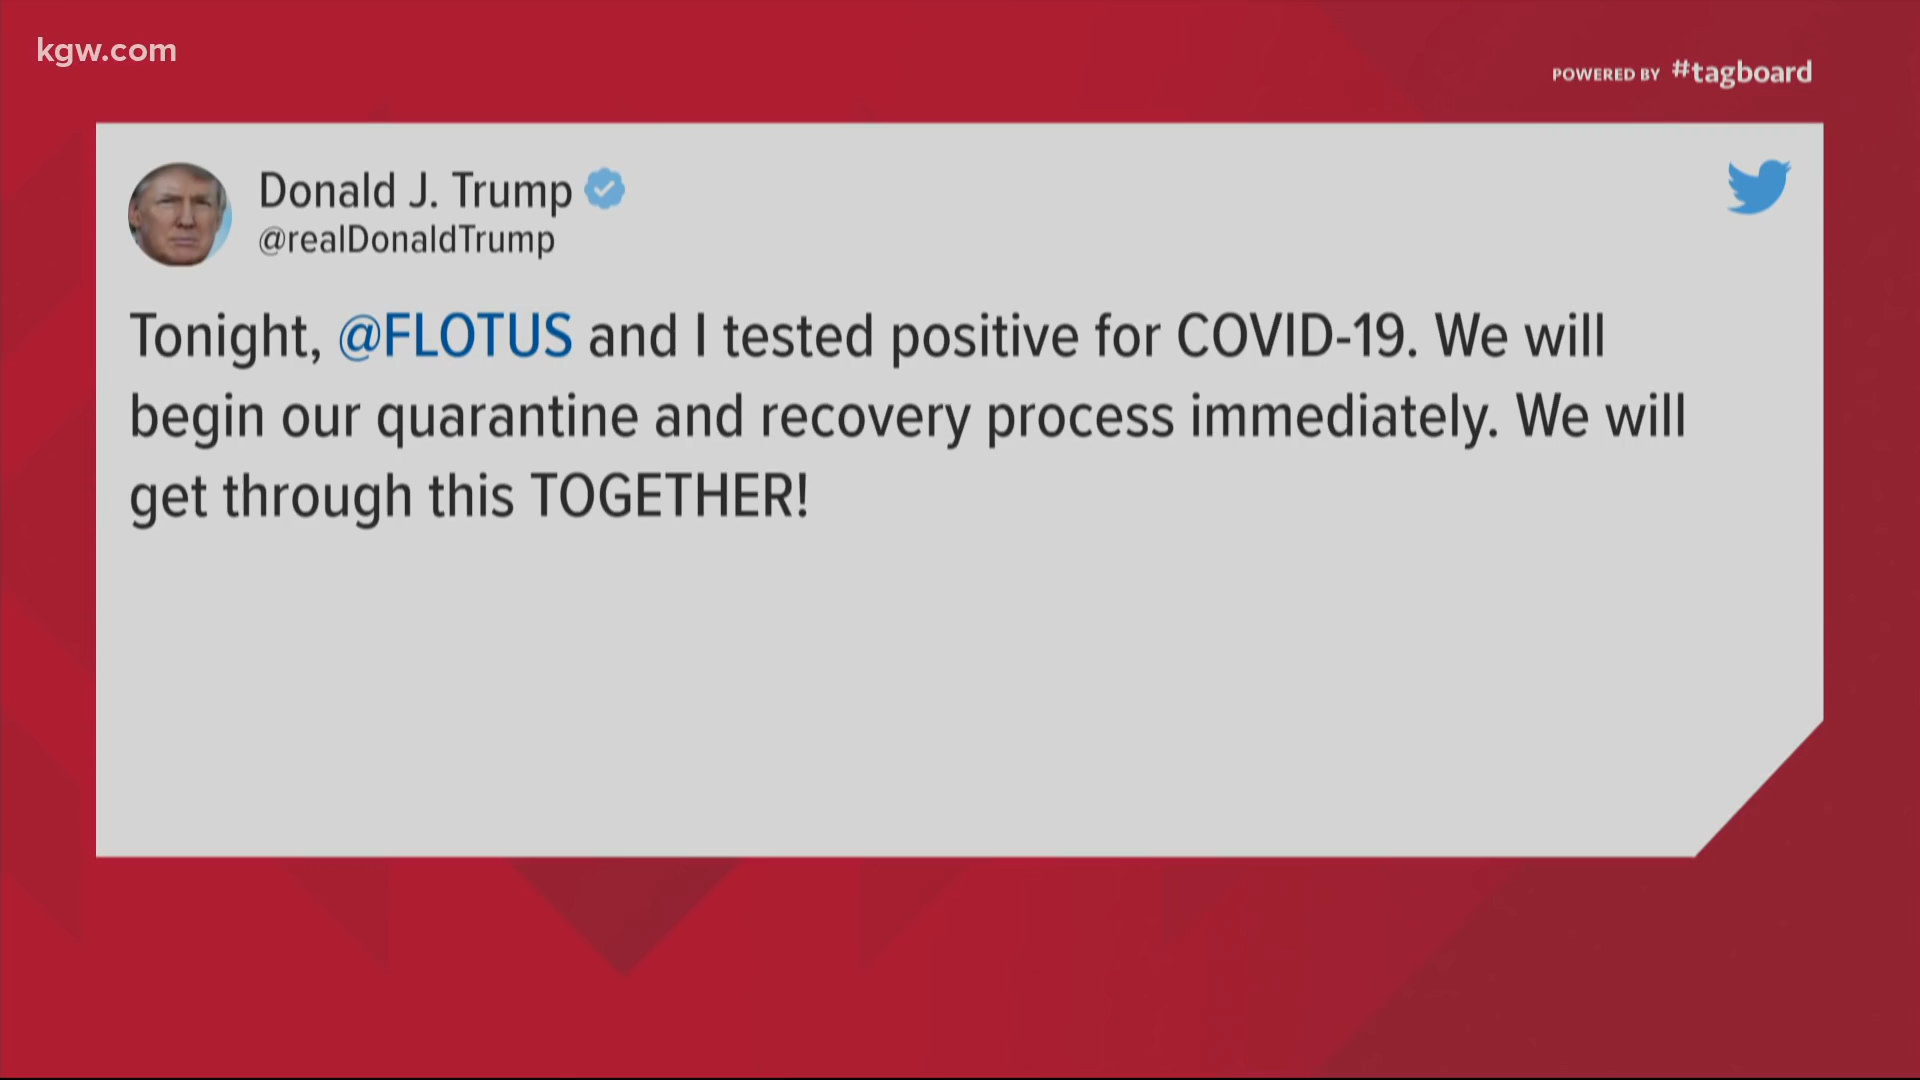 kgw.com
POWERED BY #tagboard
Donald J. Trump
@realDonaldTrump
Tonight, @FLOTUS and I tested positive for COVID-19. We will
begin our quarantine and recovery process immediately. We will
get through this TOGETHER!